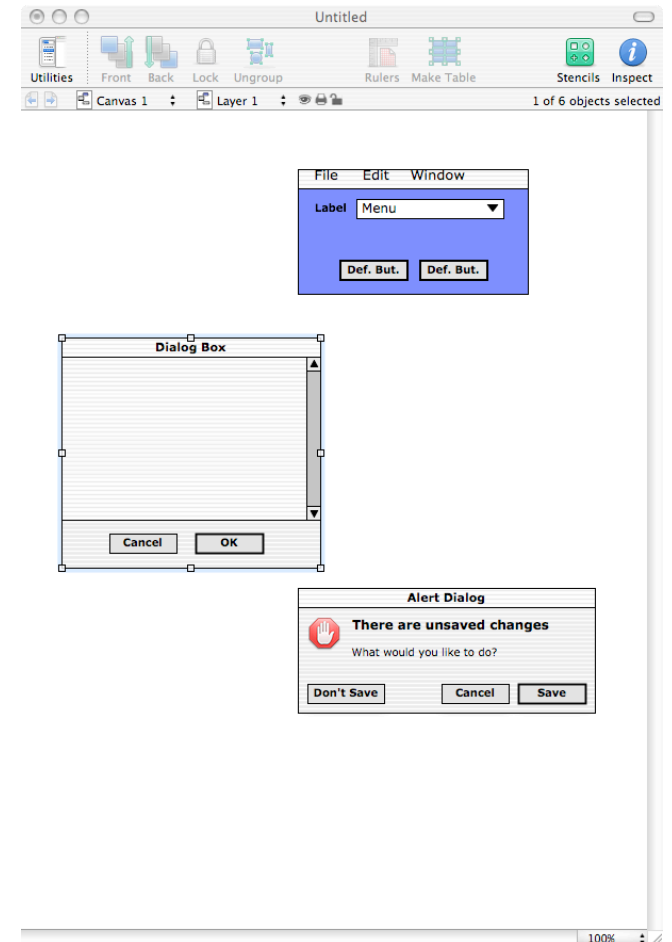 Untitled
Utilities Front Back Lock Ungroup Rulers Make Table Stencils Inspect
Canvas 1 Layer 1 1 of 6 objects selected
File Edit Window
Label Menu
Def. But. Def. But.
Dialog Box
Cancel OK
Alert Dialog
There are unsaved changes
What would you like to do?
Don't Save Cancel Save
100%